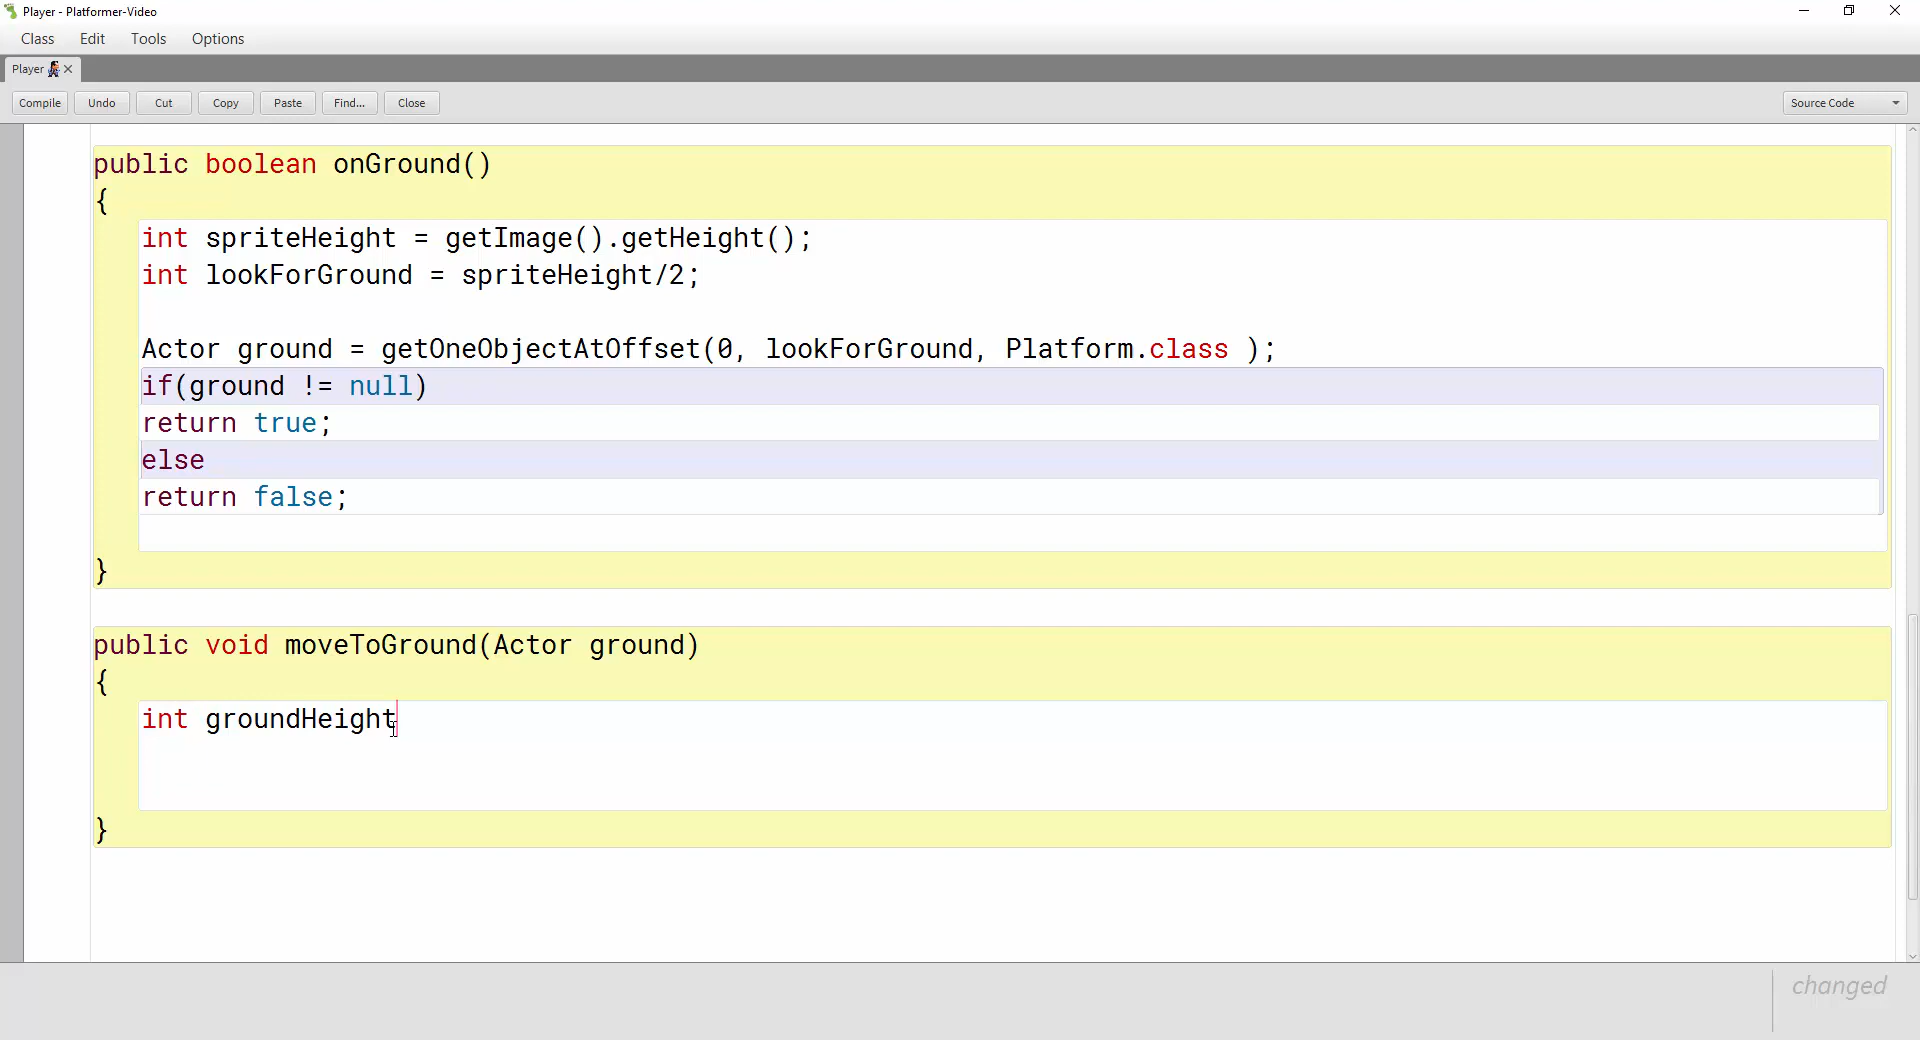 Player - Platformer-Video
Class Edit Tools Options
Player
Compile Undo Cut Copy Paste Find... Close Source Code
public boolean onGround()
{
int spriteHeight = getImage().getHeight();
int lookForGround = spriteHeight/2;
Actor ground = getOneObjectAtOffset(0, lookForGround, Platform.class );
if(ground != null)
return true;
else
return false;
}
public void moveToGround(Actor ground)
{
int groundHeight
}
changed